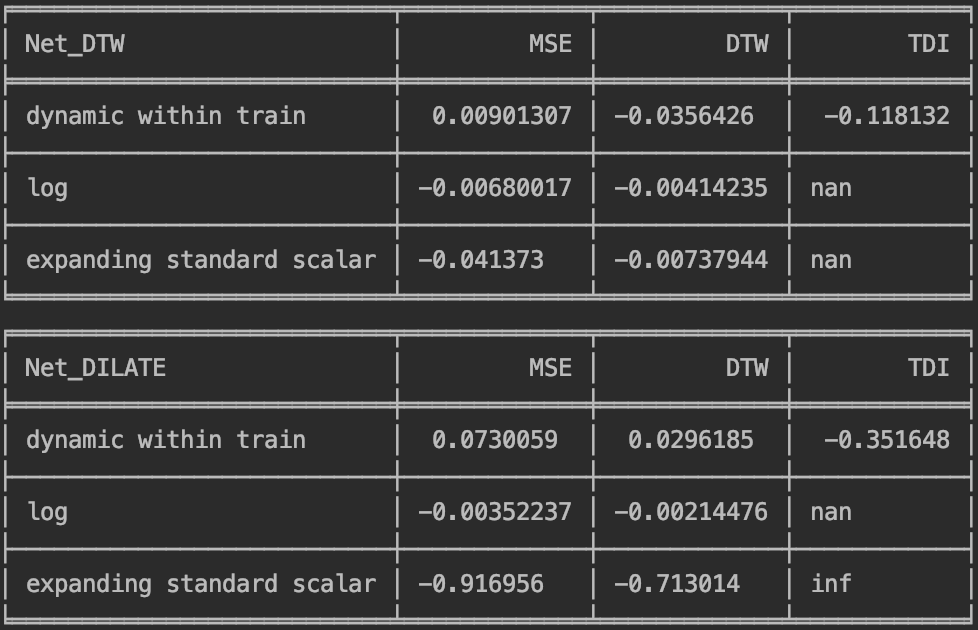 Net_DTW MSE DTW TDI
dynamic within train 0.00901307 −0.0356426 −0.118132
log −0.00680017 −0.00414235 nan
expanding standard scalar −0.041373 −0.00737944 nan
Net_DILATE MSE DTW TDI
dynamic within train 0.0730059 0.0296185 −0.351648
log −0.00352237 −0.00214476 nan
expanding standard scalar −0.916956 −0.713014 inf